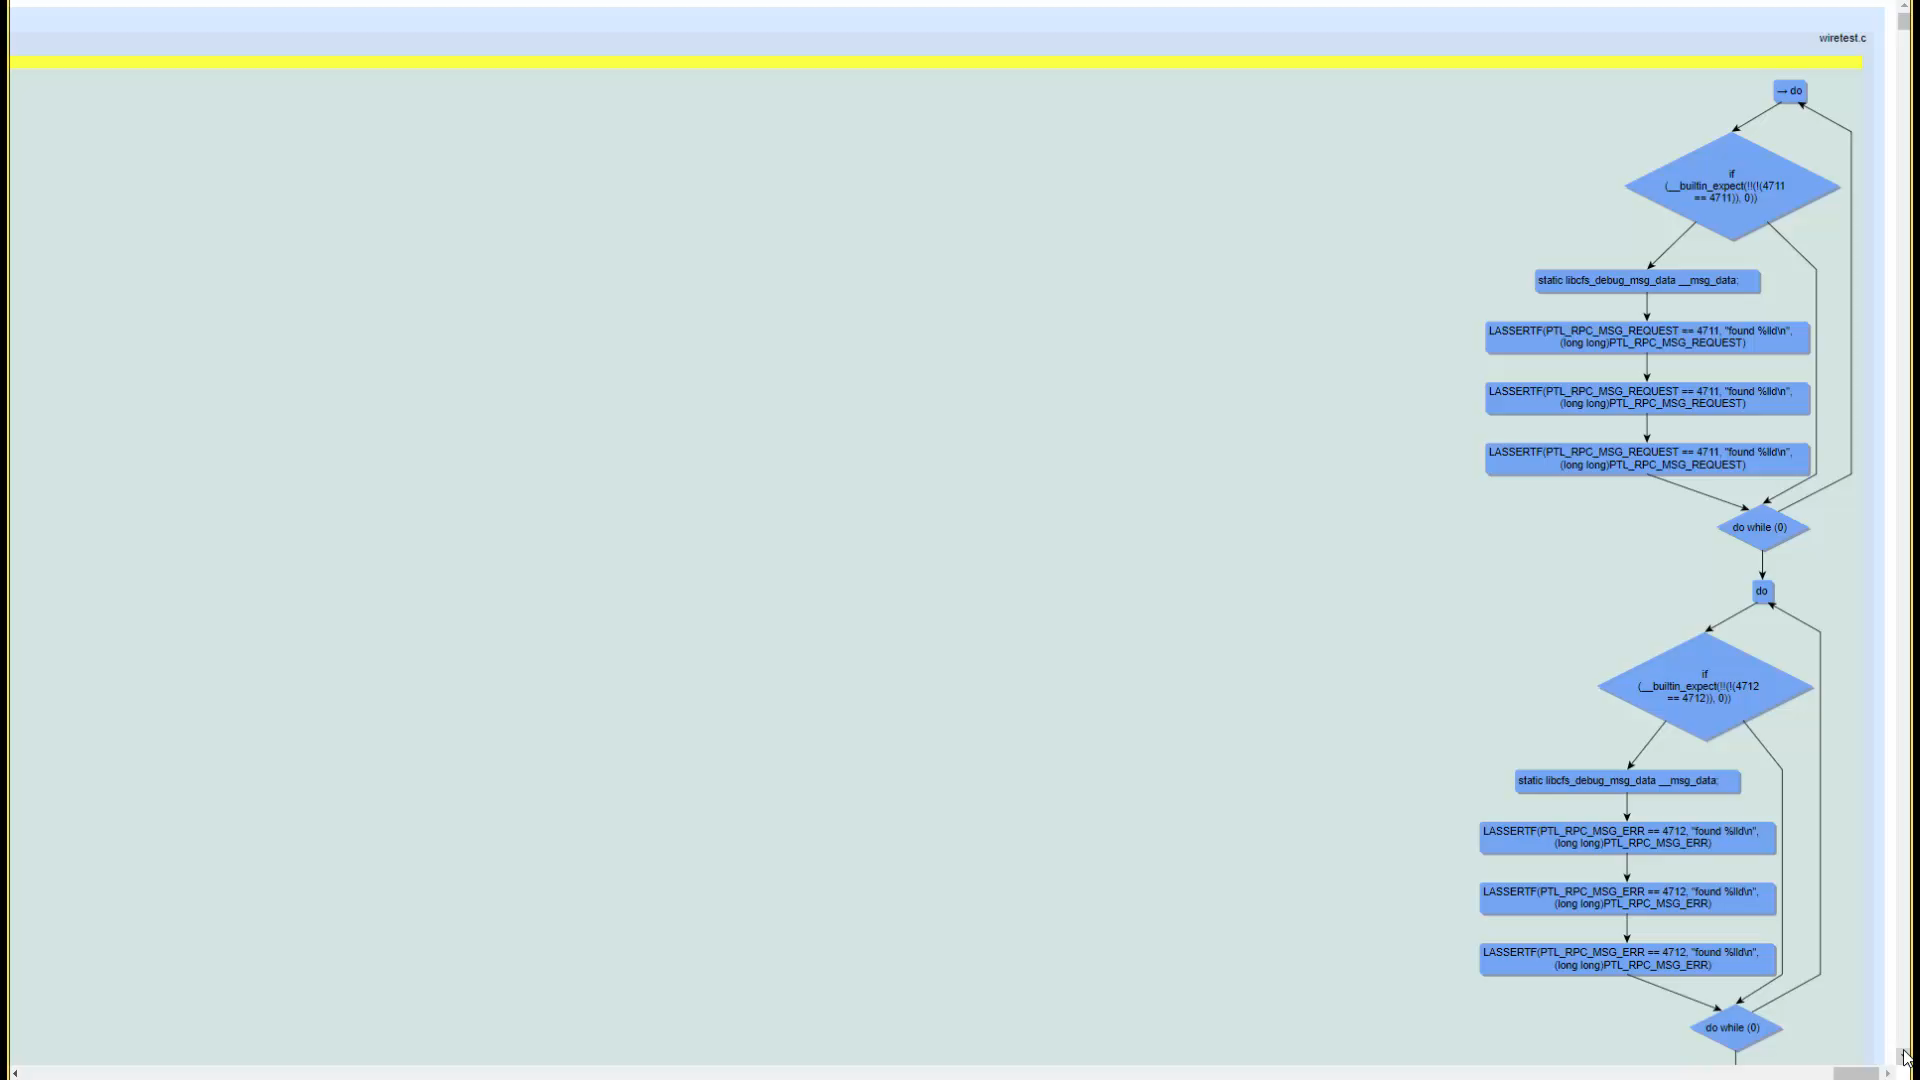 wiretest.c
→ do
if
(__builtin_expect(!!(!(4711
== 4711)), 0))
static libcfs_debug_msg_data __msg_data;
LASSERTF(PTL_RPC_MSG_REQUEST == 4711, "found %lld\n",
(long long)PTL_RPC_MSG_REQUEST)
LASSERTF(PTL_RPC_MSG_REQUEST == 4711, "found %lld\n",
(long long)PTL_RPC_MSG_REQUEST)
LASSERTF(PTL_RPC_MSG_REQUEST == 4711, "found %lld\n",
(long long)PTL_RPC_MSG_REQUEST)
do while (0)
do
if
(__builtin_expect(!!(!(4712
== 4712)), 0))
static libcfs_debug_msg_data __msg_data;
LASSERTF(PTL_RPC_MSG_ERR == 4712, "found %lld\n",
(long long)PTL_RPC_MSG_ERR)
LASSERTF(PTL_RPC_MSG_ERR == 4712, "found %lld\n",
(long long)PTL_RPC_MSG_ERR)
LASSERTF(PTL_RPC_MSG_ERR == 4712, "found %lld\n",
(long long)PTL_RPC_MSG_ERR)
do while (0)